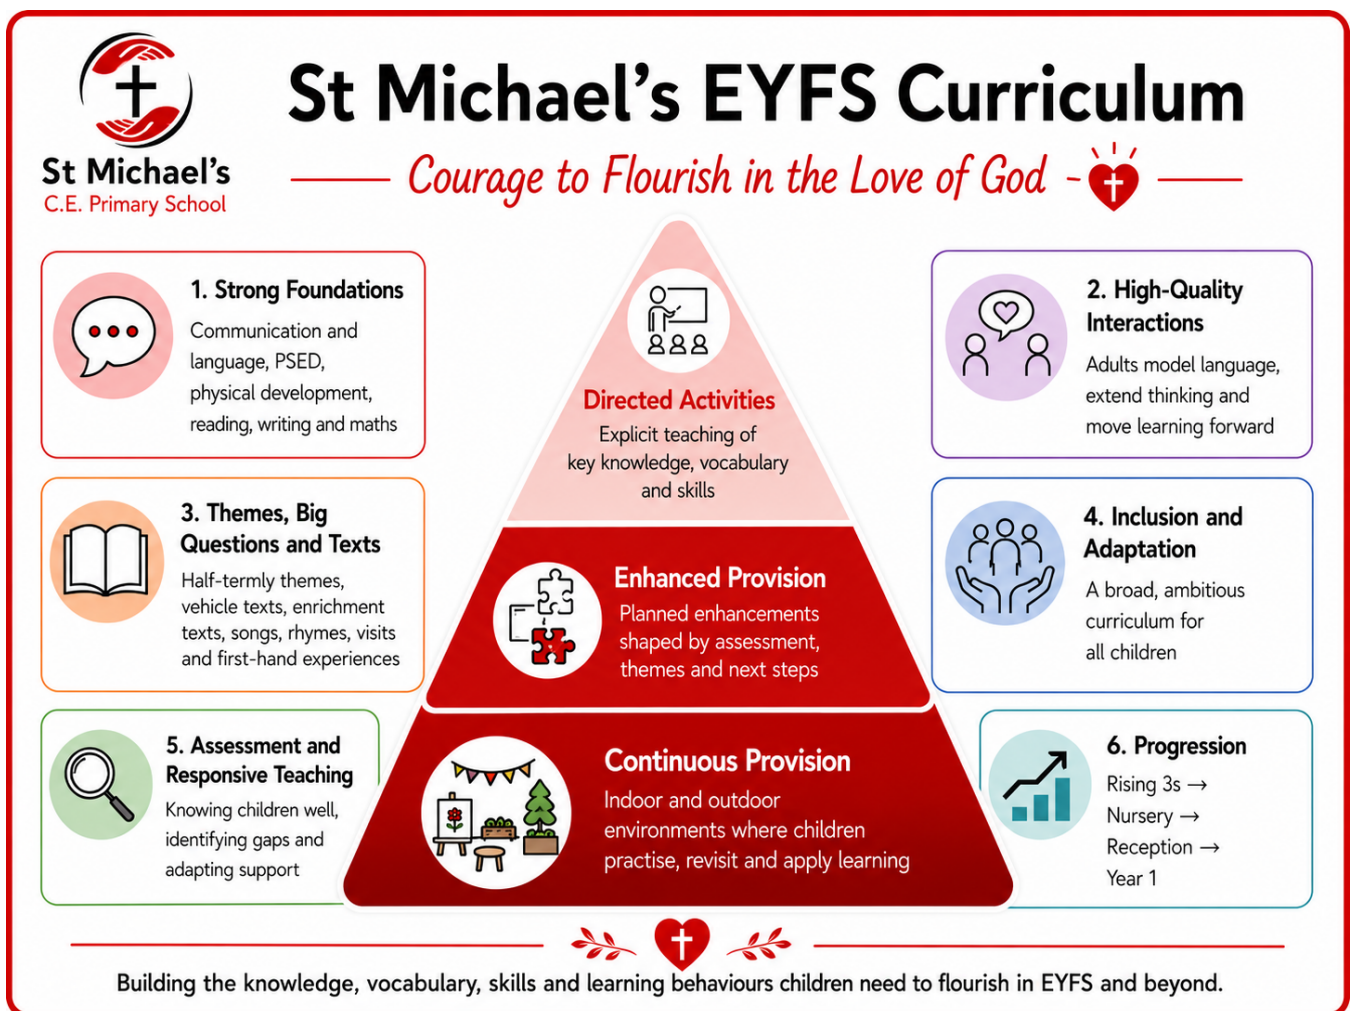 St Michael's EYFS Curriculum
St Michael's
C.E. Primary School
Courage to Flourish in the Love of God
1. Strong Foundations
Communication and
language, PSED,
physical development,
reading, writing and maths
2. High-Quality
Interactions
Adults model language,
extend thinking and
move learning forward
Directed Activities
Explicit teaching of
key knowledge, vocabulary
and skills
3. Themes, Big
Questions and Texts
Half-termly themes,
vehicle texts, enrichment
texts, songs, rhymes, visits
and first-hand experiences
4. Inclusion and
Adaptation
A broad, ambitious
curriculum for
all children
Enhanced Provision
Planned enhancements
shaped by assessment,
themes and next steps
5. Assessment and
Responsive Teaching
Knowing children well,
identifying gaps and
adapting support
Continuous Provision
Indoor and outdoor
environments where children
practise, revisit and apply learning
6. Progression
Rising 3s →
Nursery →
Reception →
Year 1
Building the knowledge, vocabulary, skills and learning behaviours children need to flourish in EYFS and beyond.